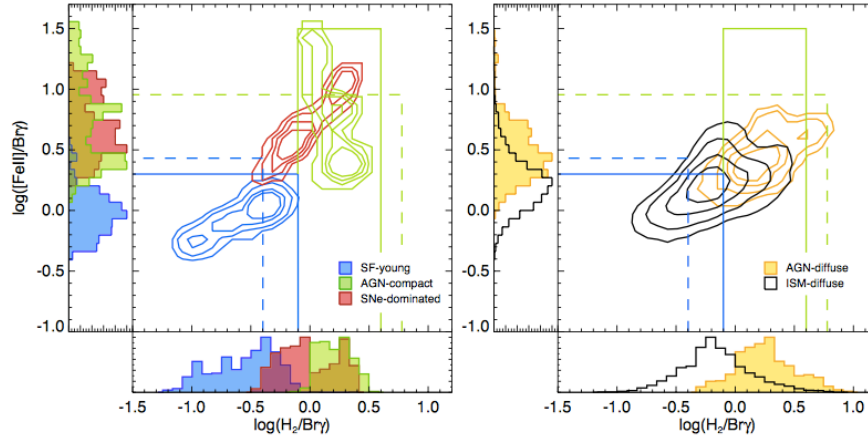 1.5
1.0
0.5
0.0
-0.5
-1.0
log([FeII]/Brγ)
SF-young
AGN-compact
SNe-dominated
-1.5 -1.0 -0.5 0.0 0.5 1.0
log(H₂/Brγ)
1.5
1.0
0.5
0.0
-0.5
-1.0
AGN-diffuse
ISM-diffuse
-1.5 -1.0 -0.5 0.0 0.5 1.0
log(H₂/Brγ)